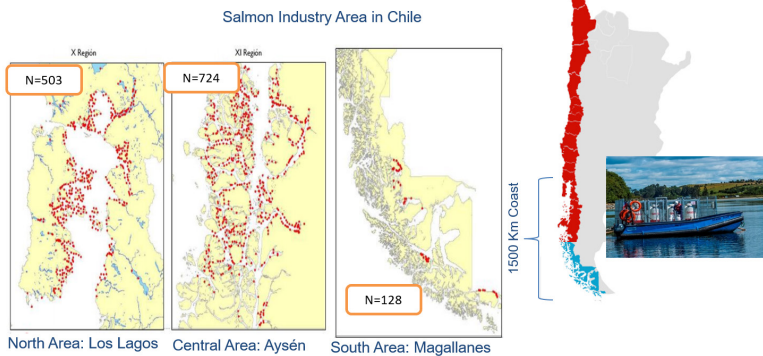 Salmon Industry Area in Chile
X Región
N=503
XI Región
N=724
N=128
1500 Km Coast
North Area: Los Lagos
Central Area: Aysén
South Area: Magallanes